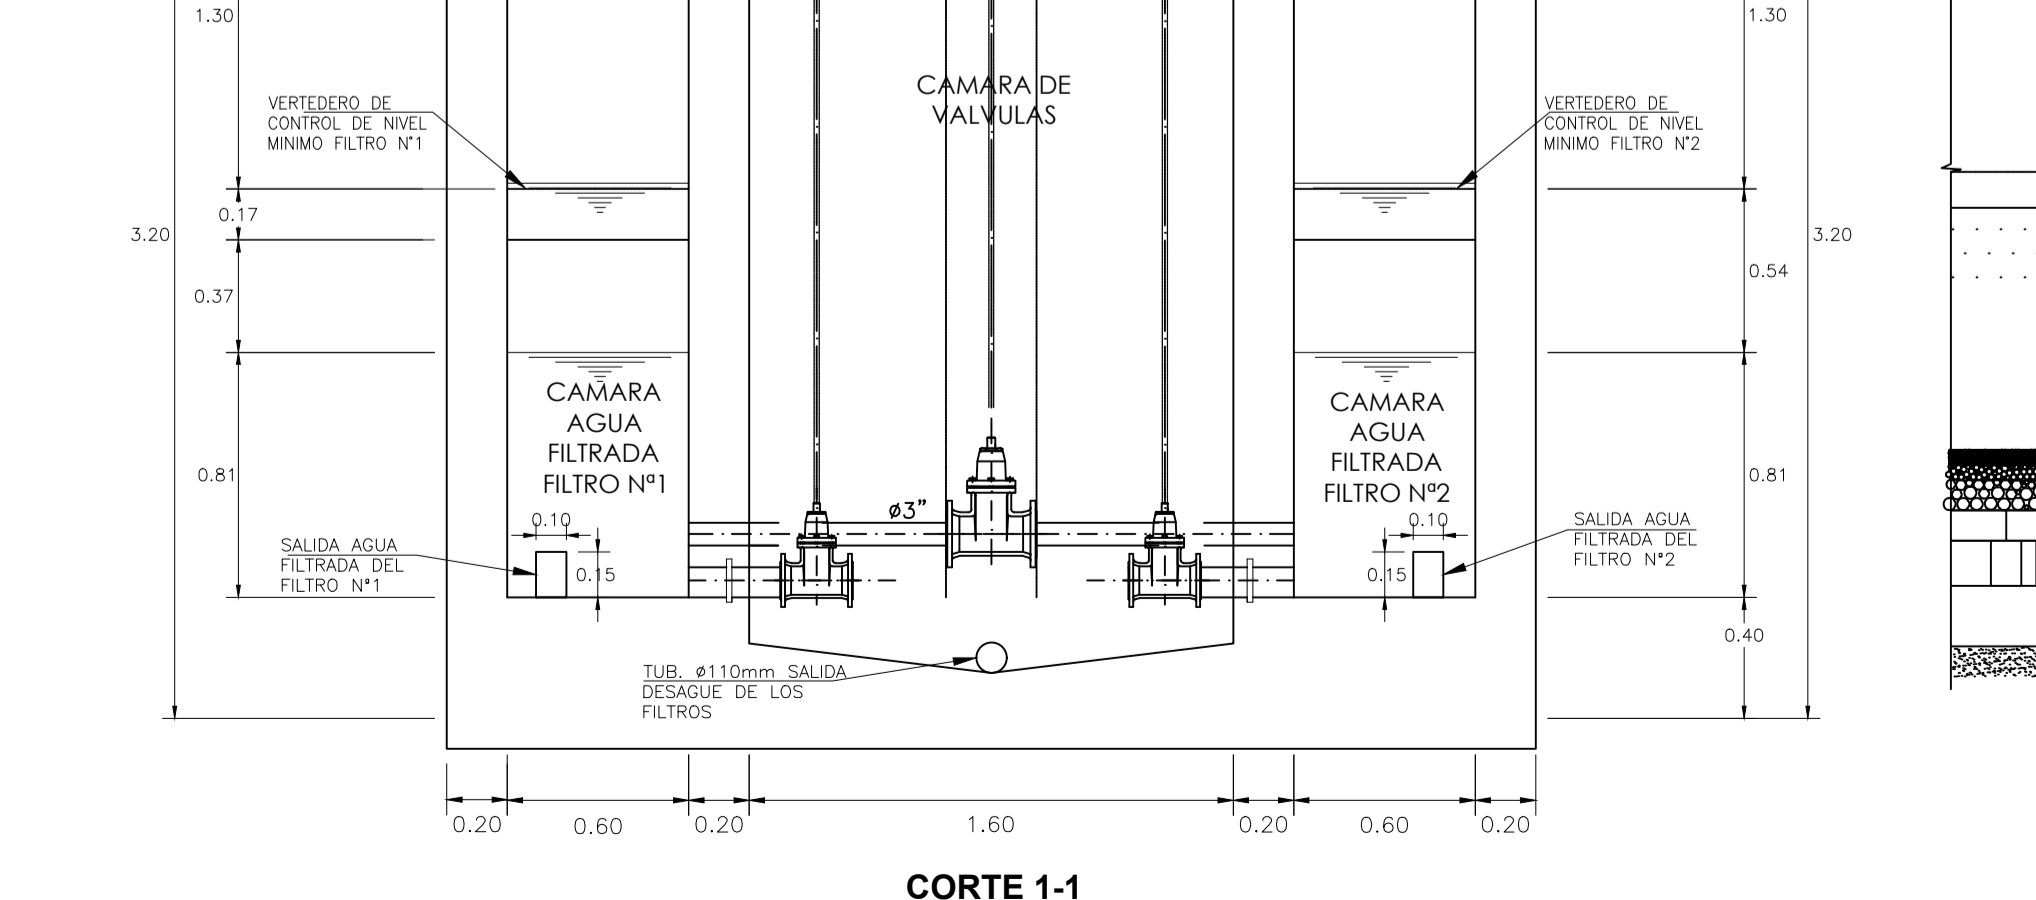 1.30
1.30
CAMARA DE
VALVULAS
VERTEDERO DE
CONTROL DE NIVEL
MINIMO FILTRO N°1
VERTEDERO DE
CONTROL DE NIVEL
MINIMO FILTRO N°2
0.17
3.20
3.20
0.54
0.37
CAMARA
AGUA
FILTRADA
FILTRO Nª1
CAMARA
AGUA
FILTRADA
FILTRO Nª2
0.81
0.81
ø3”
0.10
0.10
SALIDA AGUA
FILTRADA DEL
FILTRO Nª1
0.15
0.15
SALIDA AGUA
FILTRADA DEL
FILTRO Nª2
0.40
TUB. ø110mm SALIDA
DESAGUE DE LOS
FILTROS
0.20 0.60 0.20 1.60 0.20 0.60 0.20
CORTE 1-1